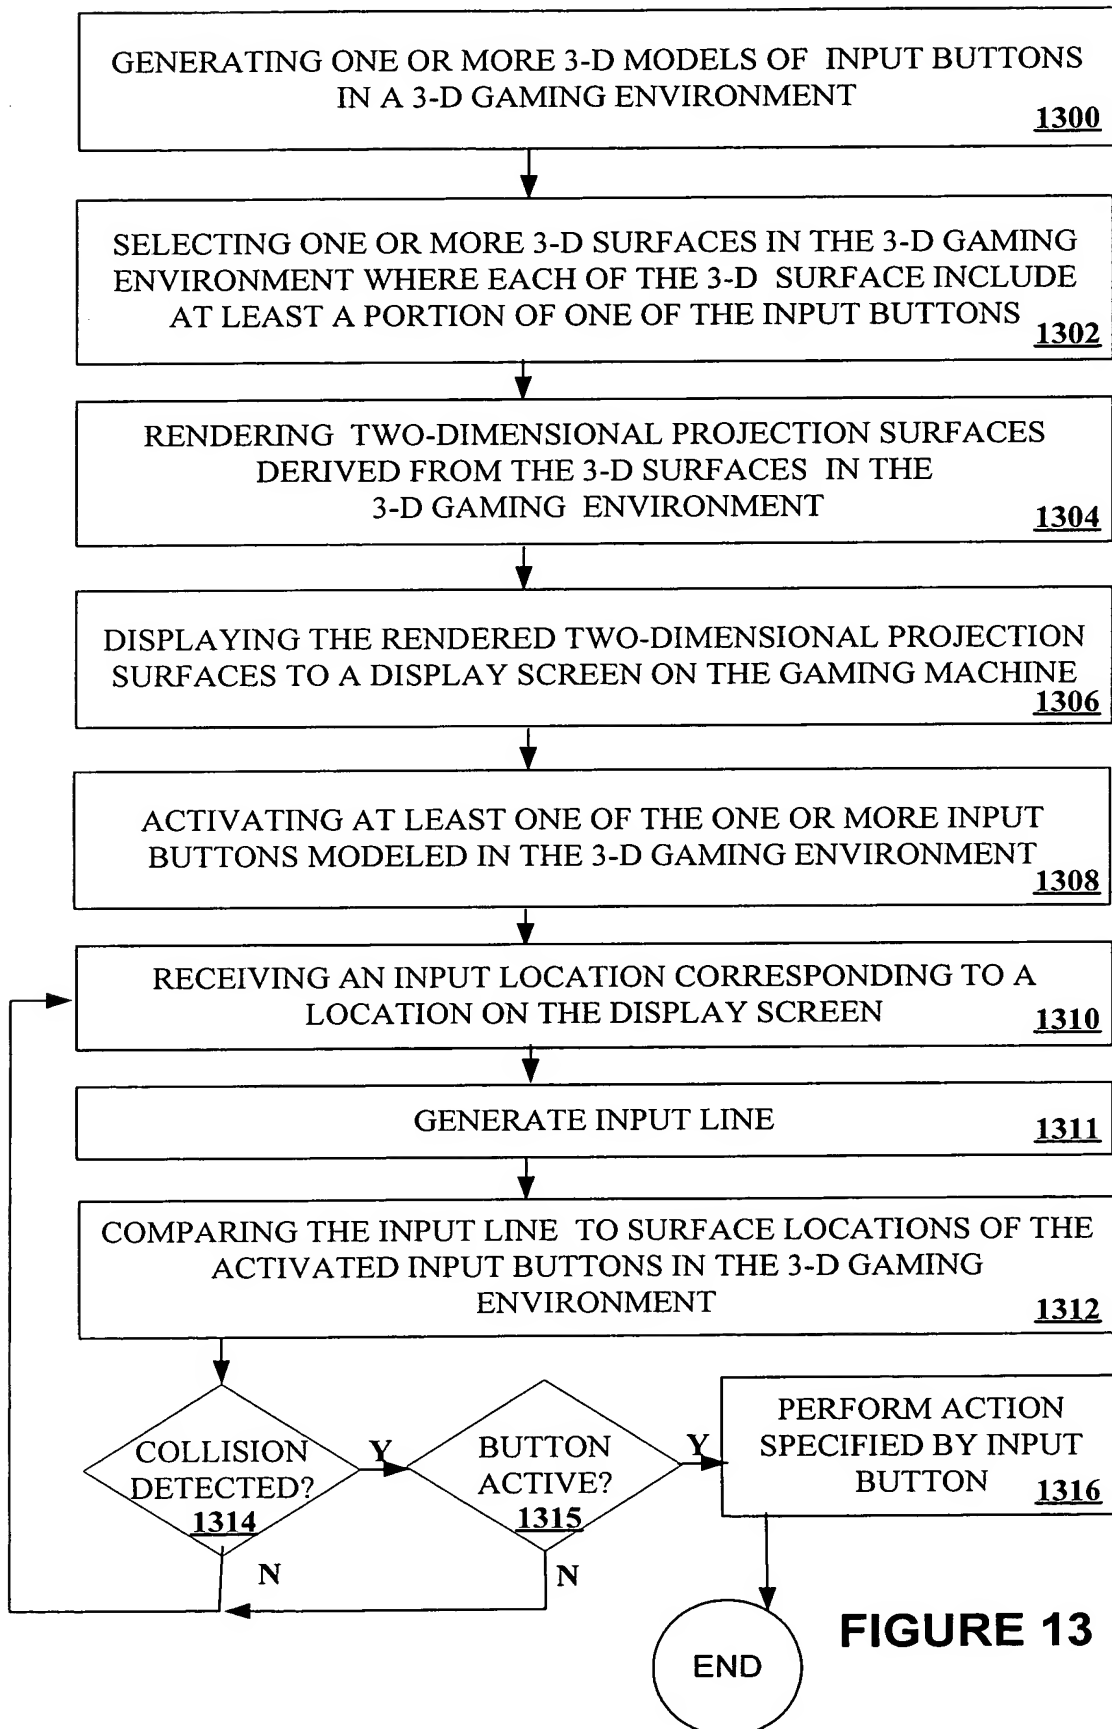 GENERATING ONE OR MORE 3-D MODELS OF INPUT BUTTONS
IN A 3-D GAMING ENVIRONMENT
1300
SELECTING ONE OR MORE 3-D SURFACES IN THE 3-D GAMING
ENVIRONMENT WHERE EACH OF THE 3-D SURFACE INCLUDE
AT LEAST A PORTION OF ONE OF THE INPUT BUTTONS
1302
RENDERING TWO-DIMENSIONAL PROJECTION SURFACES
DERIVED FROM THE 3-D SURFACES IN THE
3-D GAMING ENVIRONMENT
1304
DISPLAYING THE RENDERED TWO-DIMENSIONAL PROJECTION
SURFACES TO A DISPLAY SCREEN ON THE GAMING MACHINE
1306
ACTIVATING AT LEAST ONE OF THE ONE OR MORE INPUT
BUTTONS MODELED IN THE 3-D GAMING ENVIRONMENT
1308
RECEIVING AN INPUT LOCATION CORRESPONDING TO A
LOCATION ON THE DISPLAY SCREEN
1310
GENERATE INPUT LINE
1311
COMPARING THE INPUT LINE TO SURFACE LOCATIONS OF THE
ACTIVATED INPUT BUTTONS IN THE 3-D GAMING
ENVIRONMENT
1312
COLLISION
DETECTED?
1314
Y
N
BUTTON
ACTIVE?
1315
Y
N
PERFORM ACTION
SPECIFIED BY INPUT
BUTTON
1316
END
FIGURE 13